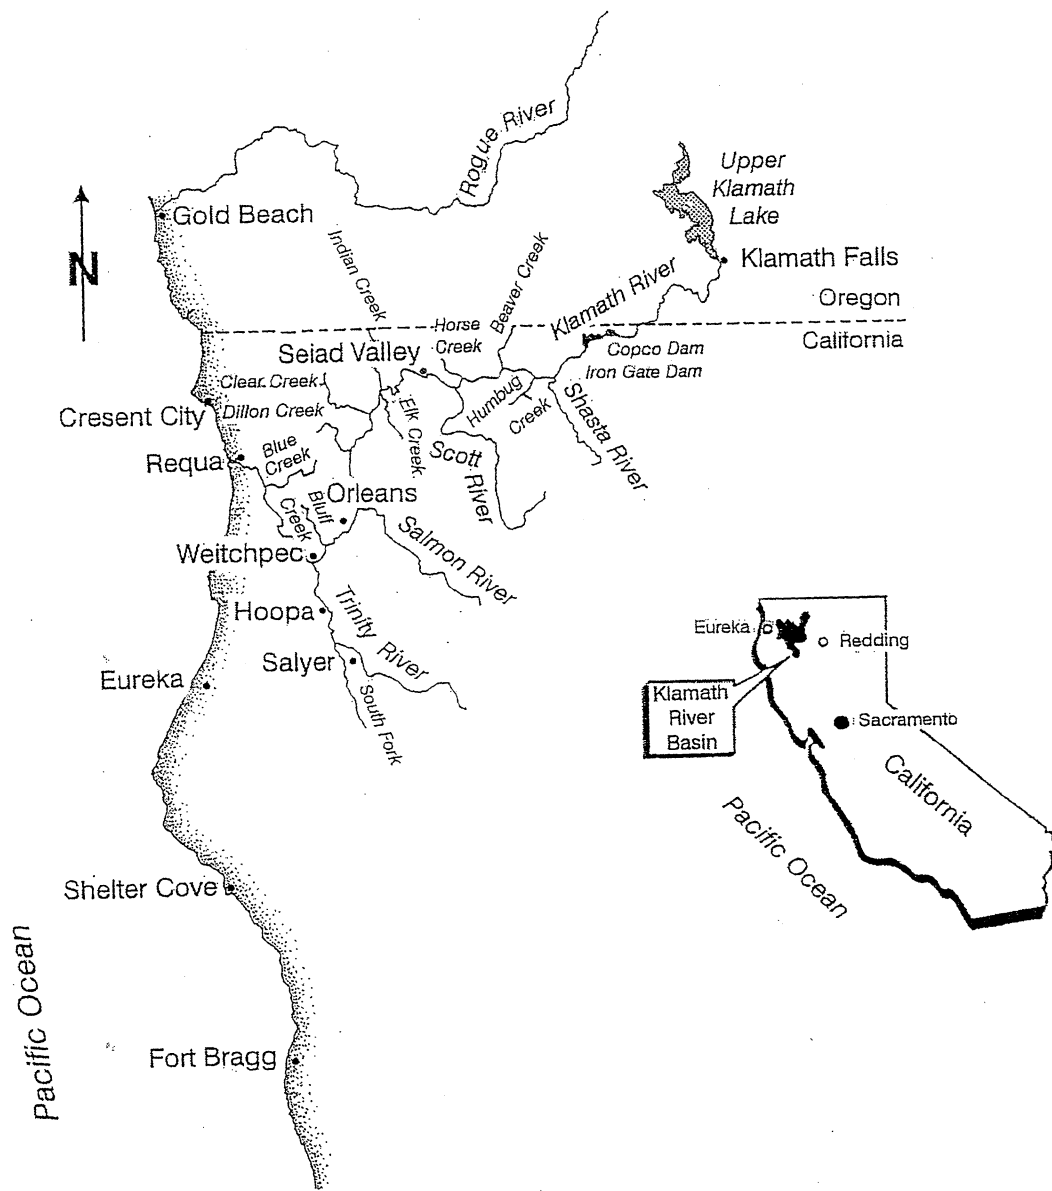 Rogue River
Upper
Klamath
Lake
Gold Beach
N
Indian Creek
Beaver Creek
Klamath River
Klamath Falls
Oregon
California
Horse
Creek
Seiad Valley
Copco Dam
Iron Gate Dam
Clear Creek
Dillon Creek
Cresent City
Elk Creek
Humbug
Creek
Shasta River
Scott
River
Requa
Blue
Creek
Orleans
Bluff
Creek
Salmon River
Weitchpec
Hoopa
Trinity River
Salyer
South Fork
Eureka
Eureka
Redding
Klamath
River
Basin
Sacramento
California
Pacific Ocean
Shelter Cove
Pacific Ocean
Fort Bragg